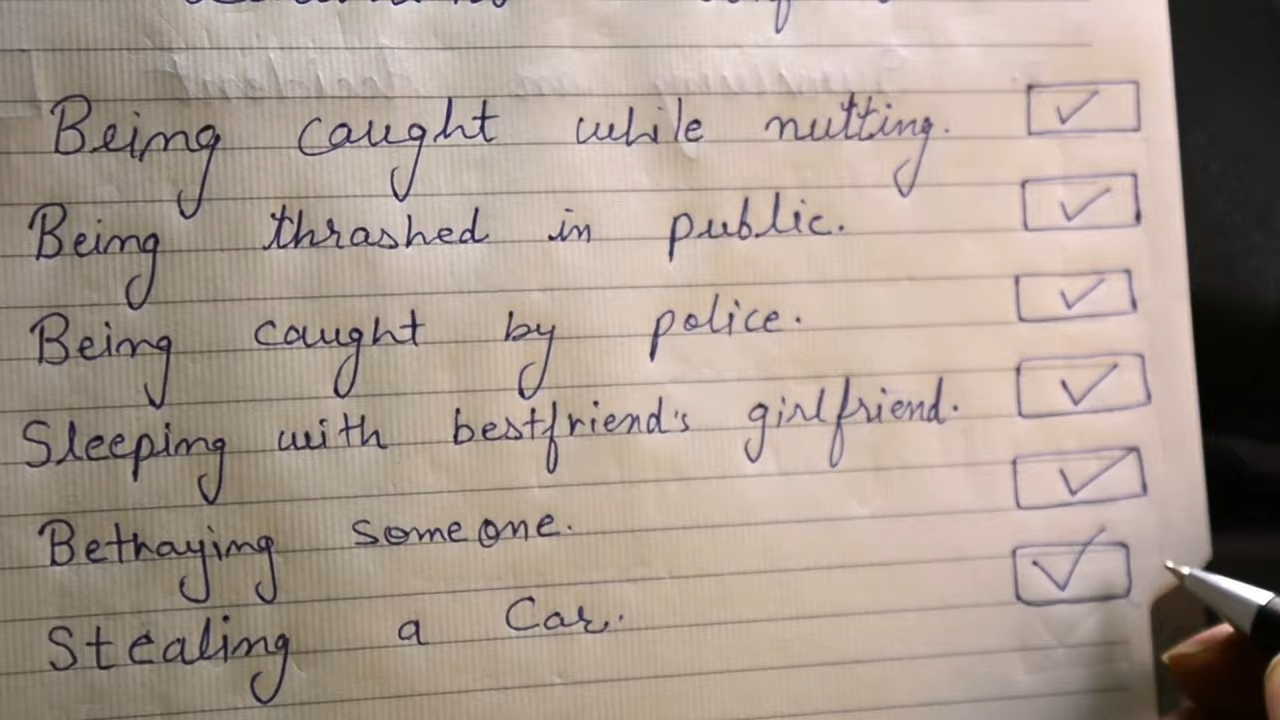 Being caught while nutting.
Being thrashed in public.
Being caught by police.
Sleeping with bestfriend's girlfriend.
Bethaying someone.
Stealing a Car.